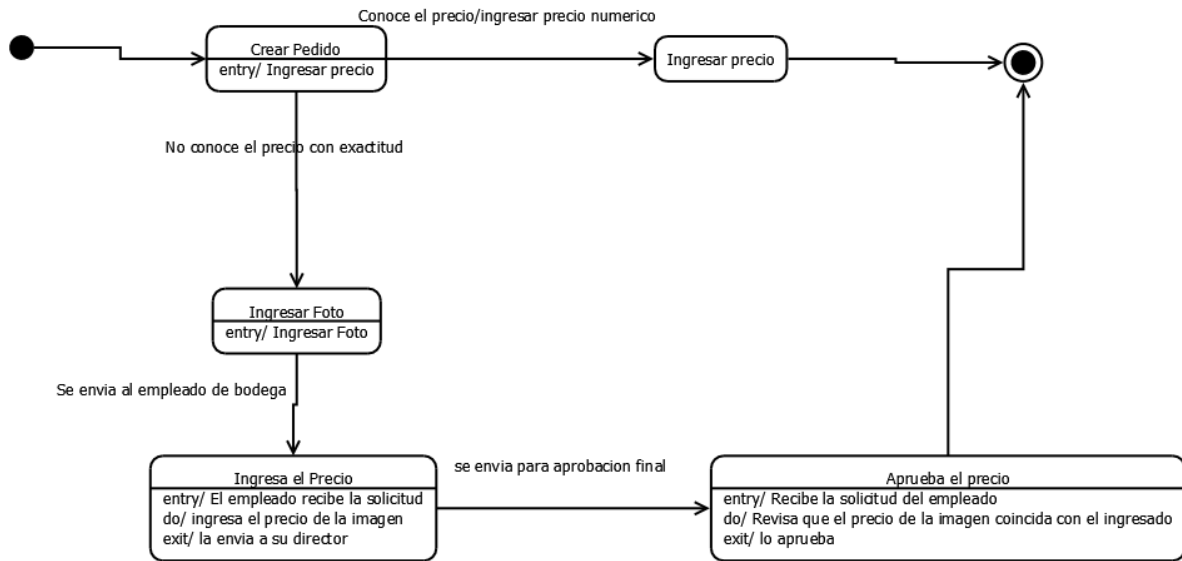 Conoce el precio/ingresar precio numerico
Crear Pedido
entry/ Ingresar precio
Ingresar precio
No conoce el precio con exactitud
Ingresar Foto
entry/ Ingresar Foto
Se envia al empleado de bodega
Ingresa el Precio
entry/ El empleado recibe la solicitud
do/ ingresa el precio de la imagen
exit/ la envia a su director
se envia para aprobacion final
Aprueba el precio
entry/ Recibe la solicitud del empleado
do/ Revisa que el precio de la imagen coincida con el ingresado
exit/ lo aprueba